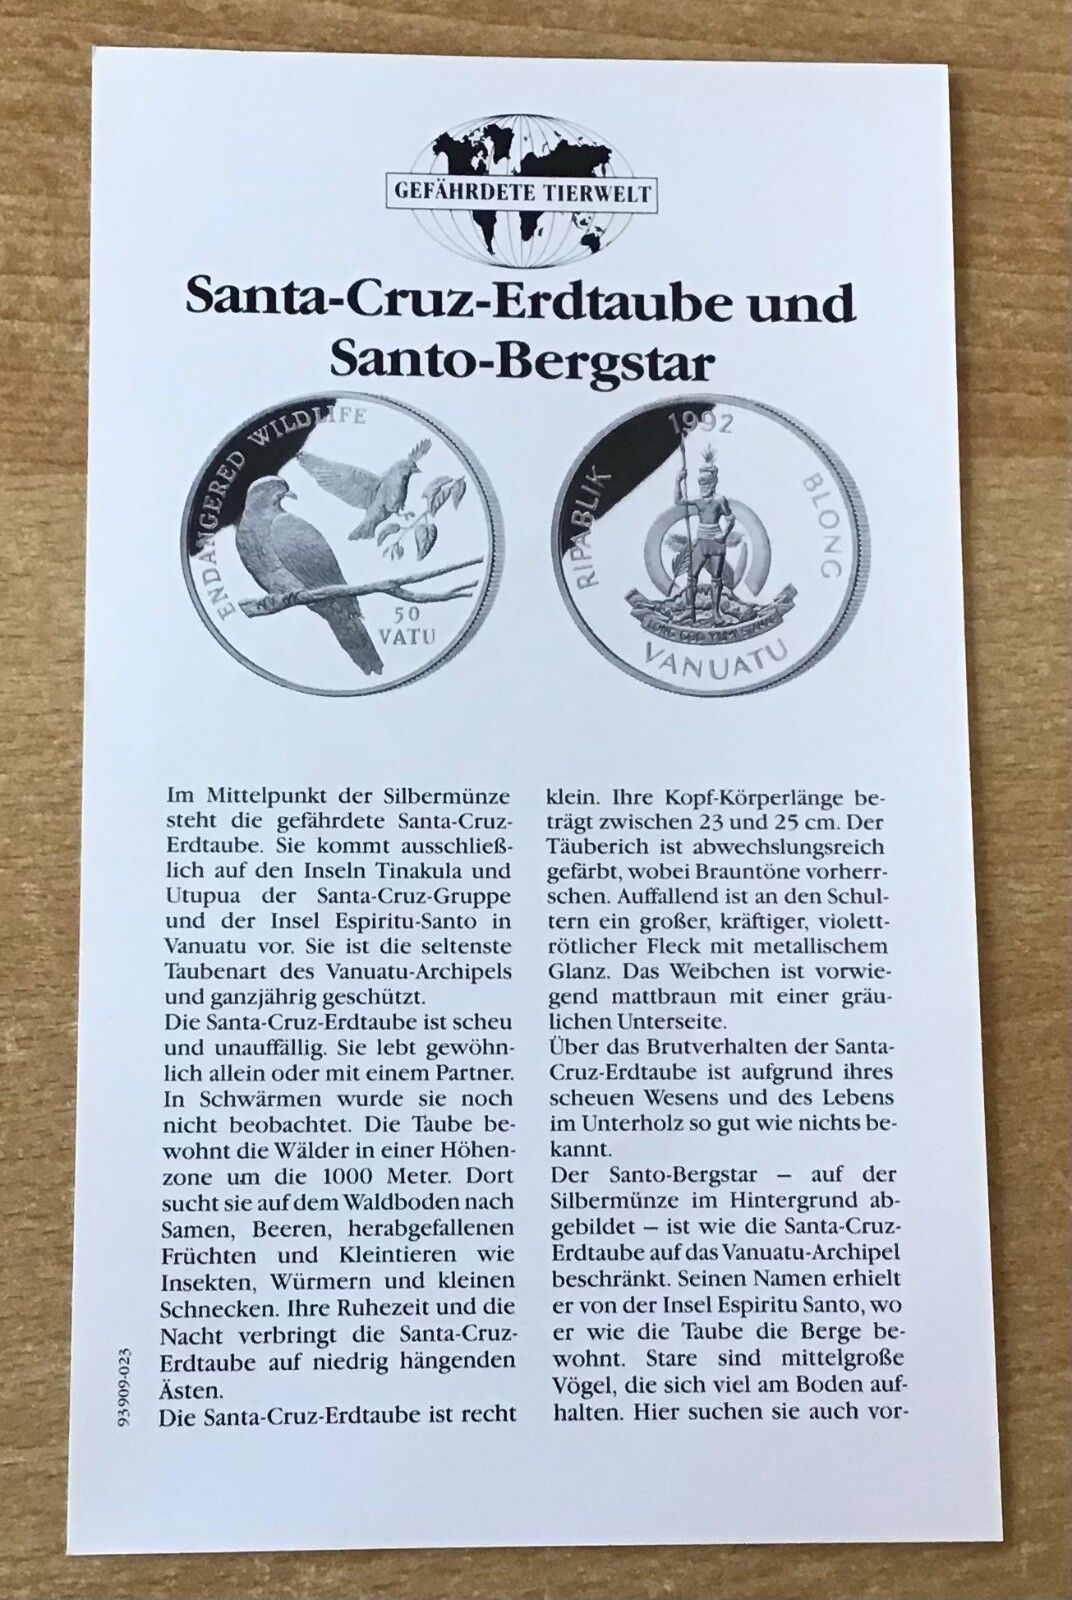 GEFÄHRDETE TIERWELT
Santa-Cruz-Erdtaube und
Santo-Bergstar
ENDANGERED WILDLIFE
50
VATU
1992
RIPABLIK
BLONG
VANUATU
LONG GOD YUMI STANAP
Im Mittelpunkt der Silbermünze
steht die gefährdete Santa-Cruz-
Erdtaube. Sie kommt ausschließ-
lich auf den Inseln Tinakula und
Utupua der Santa-Cruz-Gruppe
und der Insel Espiritu-Santo in
Vanuatu vor. Sie ist die seltenste
Taubenart des Vanuatu-Archipels
und ganzjährig geschützt.
Die Santa-Cruz-Erdtaube ist scheu
und unauffällig. Sie lebt gewöhn-
lich allein oder mit einem Partner.
In Schwärmen wurde sie noch
nicht beobachtet. Die Taube be-
wohnt die Wälder in einer Höhen-
zone um die 1000 Meter. Dort
sucht sie auf dem Waldboden nach
Samen, Beeren, herabgefallenen
Früchten und Kleintieren wie
Insekten, Würmern und kleinen
Schnecken. Ihre Ruhezeit und die
Nacht verbringt die Santa-Cruz-
Erdtaube auf niedrig hängenden
Ästen.
Die Santa-Cruz-Erdtaube ist recht
klein. Ihre Kopf-Körperlänge be-
trägt zwischen 23 und 25 cm. Der
Täuberich ist abwechslungsreich
gefärbt, wobei Brauntöne vorherr-
schen. Auffallend ist an den Schul-
tern ein großer, kräftiger, violett-
rötlicher Fleck mit metallischem
Glanz. Das Weibchen ist vorwie-
gend mattbraun mit einer gräu-
lichen Unterseite.
Über das Brutverhalten der Santa-
Cruz-Erdtaube ist aufgrund ihres
scheuen Wesens und des Lebens
im Unterholz so gut wie nichts be-
kannt.
Der Santo-Bergstar – auf der
Silbermünze im Hintergrund ab-
gebildet – ist wie die Santa-Cruz-
Erdtaube auf das Vanuatu-Archipel
beschränkt. Seinen Namen erhielt
er von der Insel Espiritu Santo, wo
er wie die Taube die Berge be-
wohnt. Stare sind mittelgroße
Vögel, die sich viel am Boden auf-
halten. Hier suchen sie auch vor-
93909-023